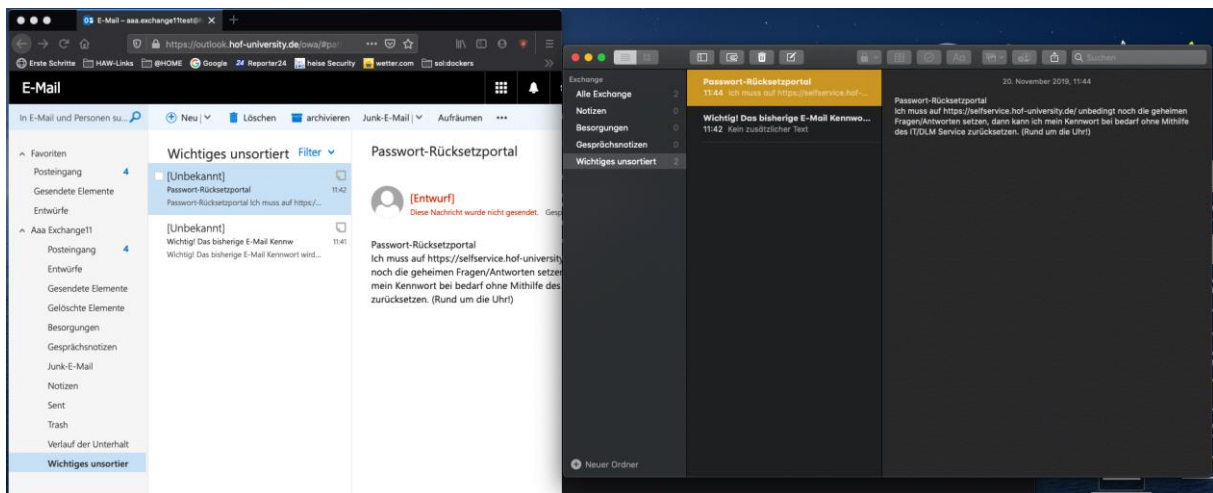 E-Mail – aaa.exchange11test@
https://outlook.hof-university.de/owa/#pat
Erste Schritte HAW-Links @HOME Google 24 Reporter24 heise Security wetter.com sol:dockers
E-Mail
In E-Mail und Personen su...
Neu Löschen archivieren Junk-E-Mail Aufräumen ...
Favoriten
Posteingang 4
Gesendete Elemente
Entwürfe
Aaa Exchange11
Posteingang 4
Entwürfe
Gesendete Elemente
Gelöschte Elemente
Besorgungen
Gesprächsnotizen
Junk-E-Mail
Notizen
Sent
Trash
Verlauf der Unterhalt
Wichtiges unsortier
Wichtiges unsortiert Filter
[Unbekannt]
Passwort-Rücksetzportal 11:42
Passwort-Rücksetzportal Ich muss auf https:/...
[Unbekannt]
Wichtig! Das bisherige E-Mail Kennw 11:41
Wichtig! Das bisherige E-Mail Kennwort wird...
Passwort-Rücksetzportal
[Entwurf]
Diese Nachricht wurde nicht gesendet. Gesp
Passwort-Rücksetzportal
Ich muss auf https://selfservice.hof-university
noch die geheimen Fragen/Antworten setzen
mein Kennwort bei bedarf ohne Mithilfe des
zurücksetzen. (Rund um die Uhr!)
Suchen
Exchange
Alle Exchange 2
Notizen 0
Besorgungen 0
Gesprächsnotizen 0
Wichtiges unsortiert 2
Neuer Ordner
Passwort-Rücksetzportal
11:44 Ich muss auf https://selfservice.hof-...
Wichtig! Das bisherige E-Mail Kennwo...
11:42 Kein zusätzlicher Text
20. November 2019, 11:44
Passwort-Rücksetzportal
Ich muss auf https://selfservice.hof-university.de/ unbedingt noch die geheimen
Fragen/Antworten setzen, dann kann ich mein Kennwort bei bedarf ohne Mithilfe
des IT/DLM Service zurücksetzen. (Rund um die Uhr!)